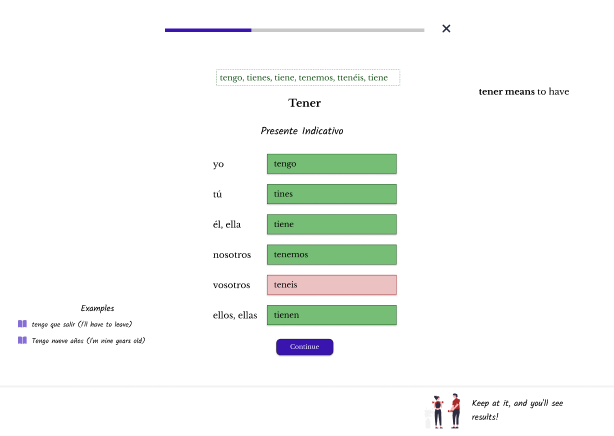 ✕
tengo, tienes, tiene, tenemos, ttenéis, tiene
tener means to have
Tener
Presente Indicativo
yo tengo
tú tines
él, ella tiene
nosotros tenemos
vosotros teneis
ellos, ellas tienen
Continue
Examples
tengo que salir (I'll have to leave)
Tengo nueve años (I'm nine years old)
Keep at it, and you'll see
results!